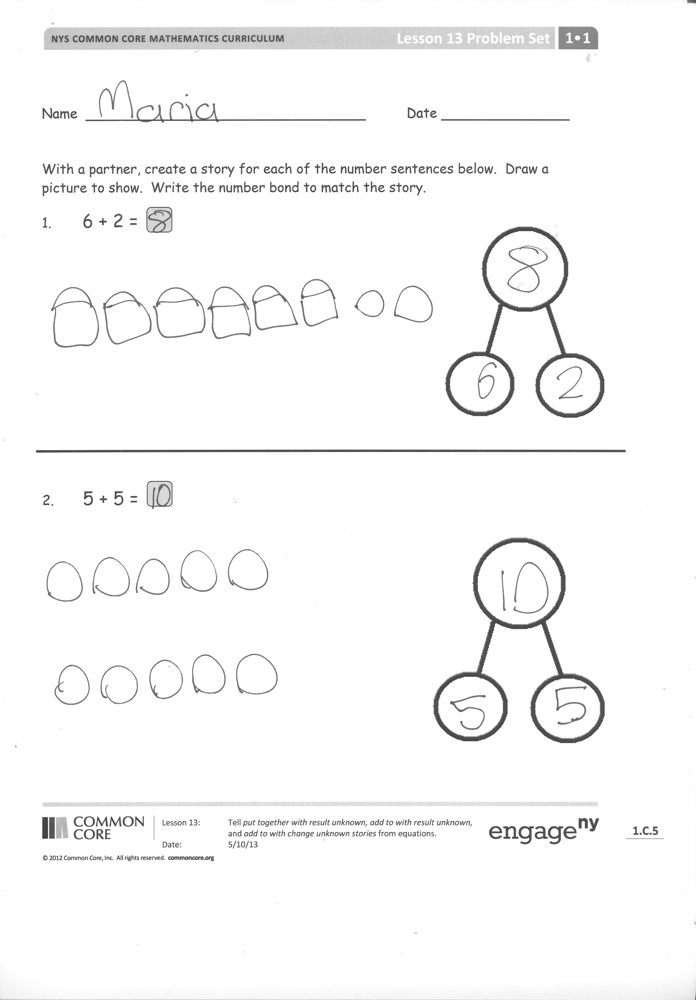 NYS COMMON CORE MATHEMATICS CURRICULUM Lesson 13 Problem Set 1•1
Name Maria Date
With a partner, create a story for each of the number sentences below. Draw a
picture to show. Write the number bond to match the story.
1. 6 + 2 = 8
8
6 2
2. 5 + 5 = 10
10
5 5
COMMON CORE
Lesson 13: Tell put together with result unknown, add to with result unknown,
and add to with change unknown stories from equations.
Date: 5/10/13
engageny
1.C.5
© 2012 Common Core, Inc. All rights reserved. commoncore.org